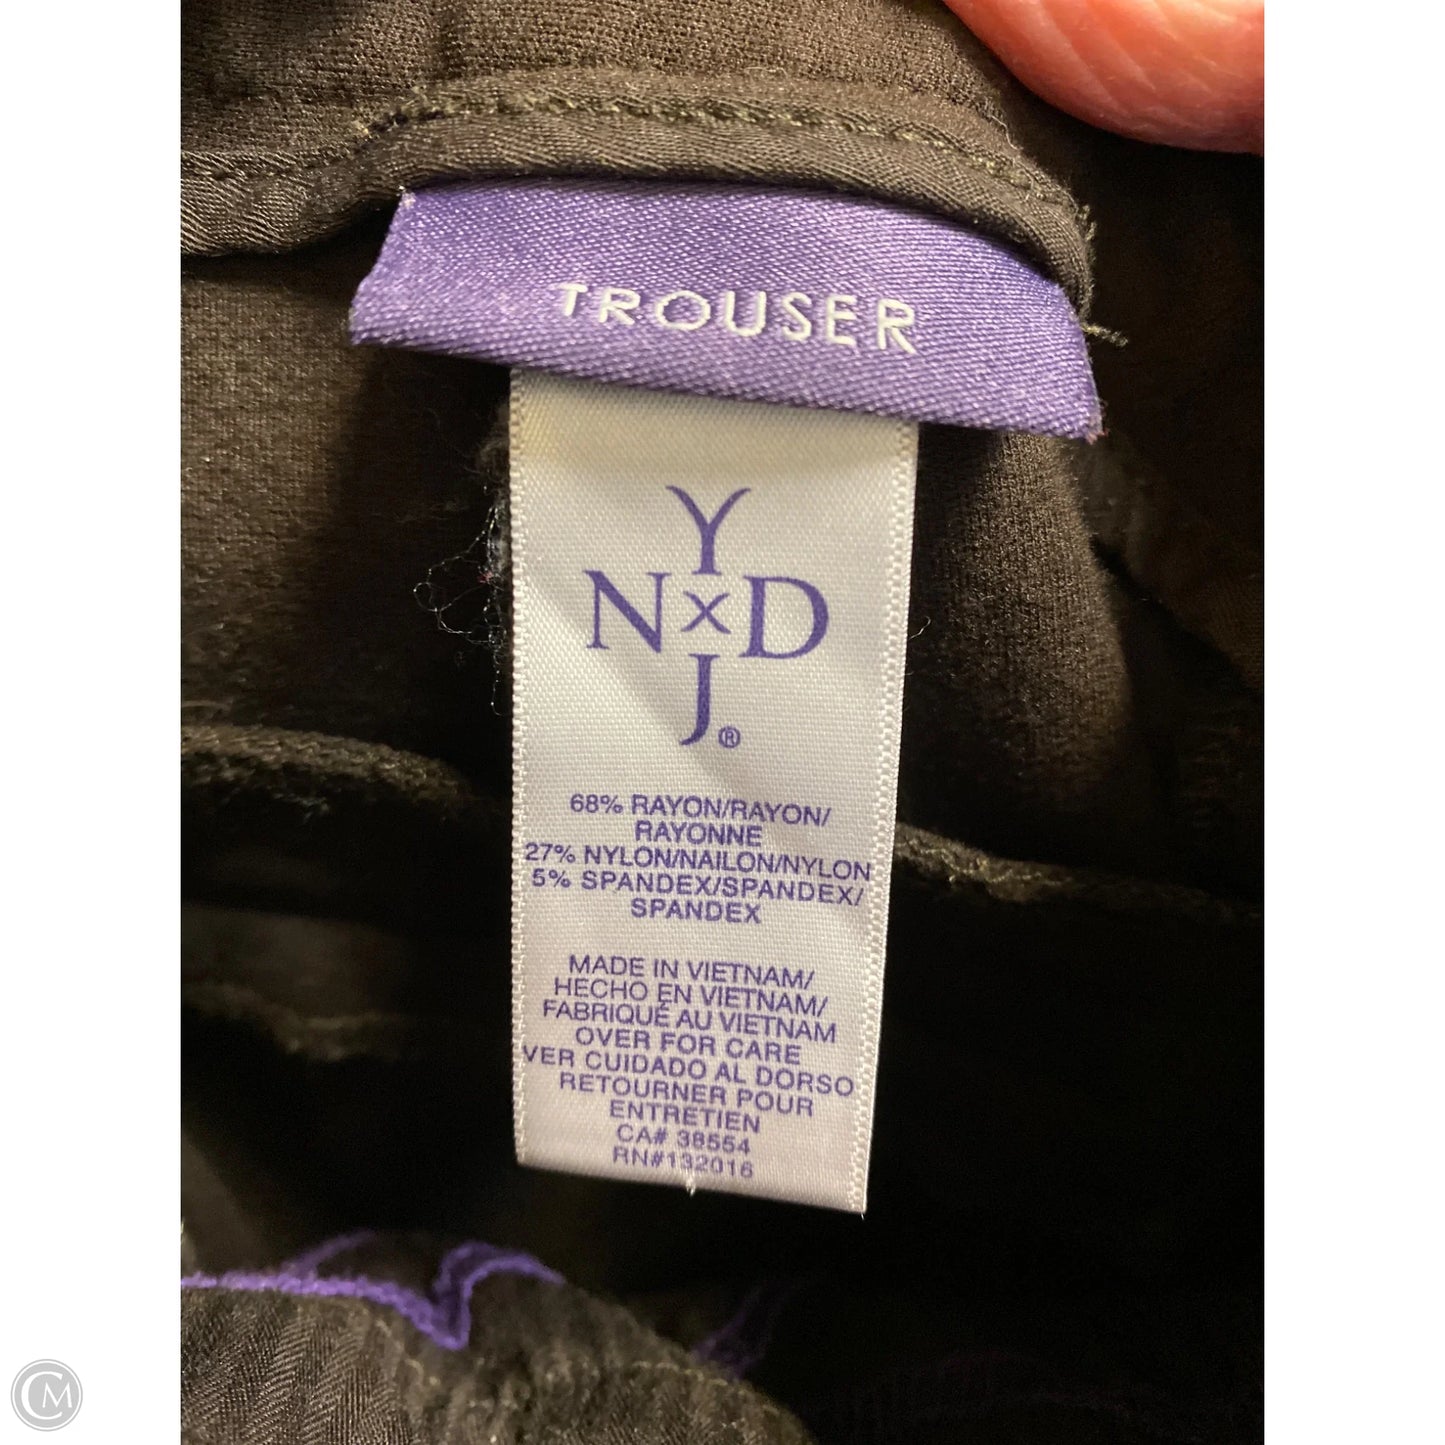 TROUSER
Y
N x D
J®
68% RAYON/RAYON/
RAYONNE
27% NYLON/NAILON/NYLON
5% SPANDEX/SPANDEX/
SPANDEX
MADE IN VIETNAM/
HECHO EN VIETNAM/
FABRIQUÉ AU VIETNAM
OVER FOR CARE
VER CUIDADO AL DORSO
RETOURNER POUR
ENTRETIEN
CA# 38554
RN#132016
CM